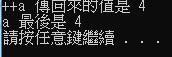 ++a 傳回來的值是 4
a 最後是 4
請按任意鍵繼續 . . .